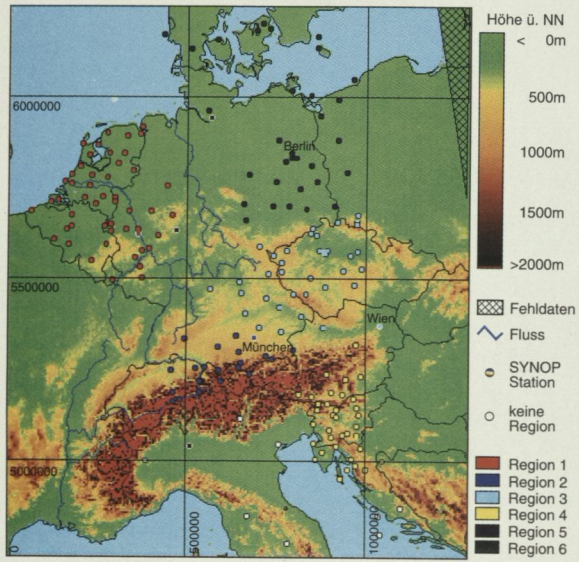 Höhe ü. NN
< 0m
500m
1000m
1500m
>2000m
6000000
Berlin
5500000
Wien
München
5000000
0
500000
1000000
Fehldaten
Fluss
SYNOP
Station
keine
Region
Region 1
Region 2
Region 3
Region 4
Region 5
Region 6